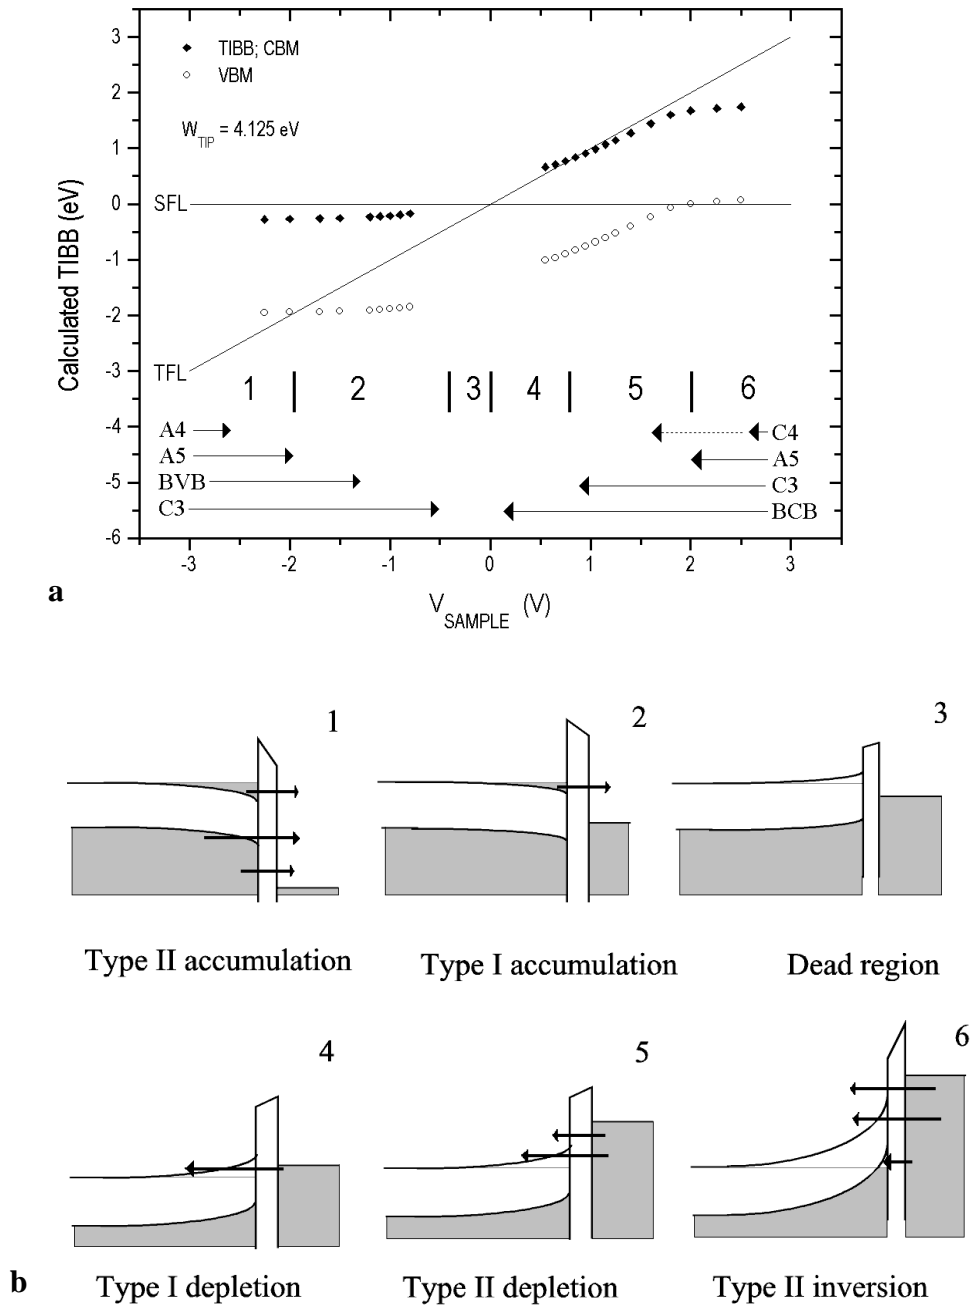 3
TIBB; CBM
VBM
2
W_TIP = 4.125 eV
1
SFL
0
Calculated TIBB (eV)
-1
-2
-3
TFL
1 2 3 4 5 6
-4
A4 C4
A5 A5
-5
BVB C3
C3 BCB
-6
-3 -2 -1 0 1 2 3
a
V_SAMPLE (V)
1 2 3
Type II accumulation Type I accumulation Dead region
4 5 6
b Type I depletion Type II depletion Type II inversion